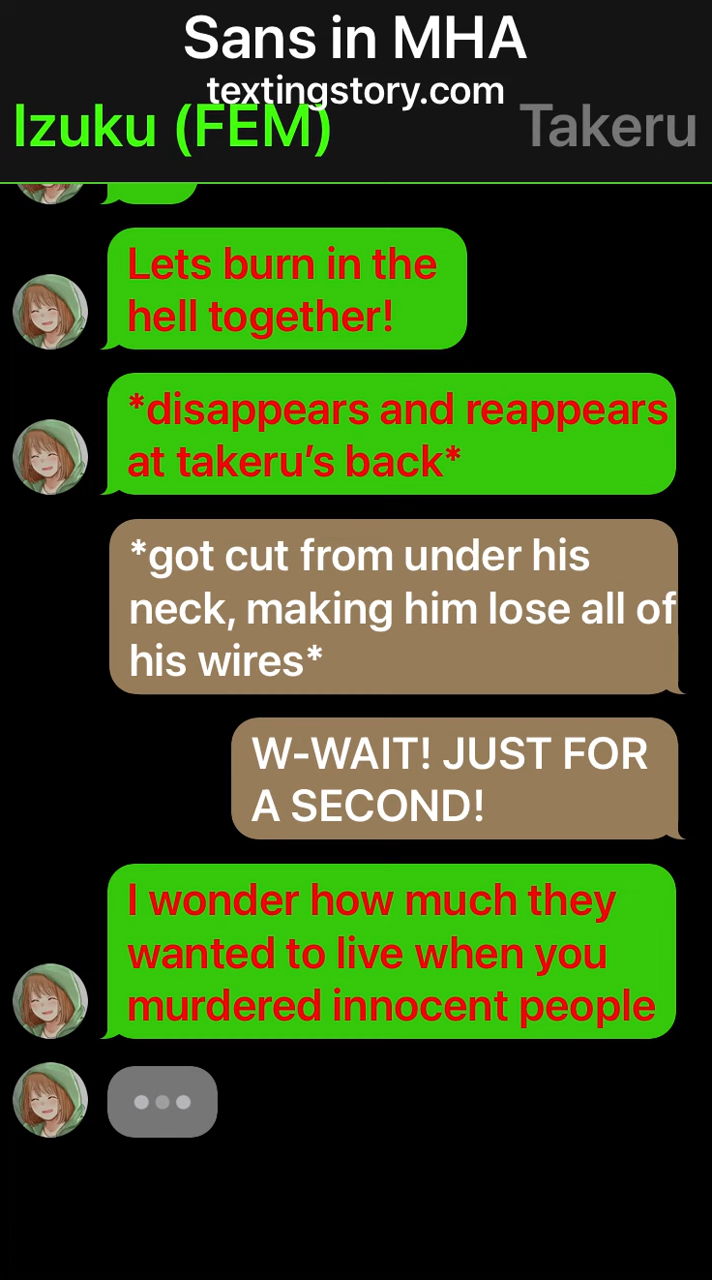 Sans in MHA
textingstory.com
Izuku (FEM)
Takeru
Lets burn in the
hell together!
*disappears and reappears
at takeru’s back*
*got cut from under his
neck, making him lose all of
his wires*
W-WAIT! JUST FOR
A SECOND!
I wonder how much they
wanted to live when you
murdered innocent people